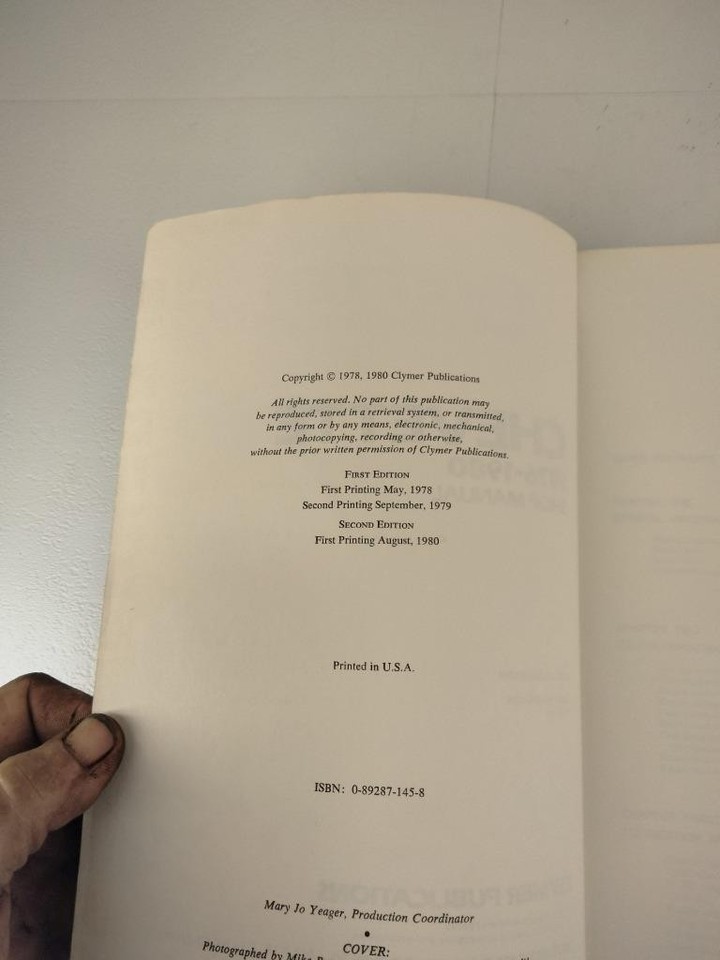 Copyright © 1978, 1980 Clymer Publications
All rights reserved. No part of this publication may
be reproduced, stored in a retrieval system, or transmitted,
in any form or by any means, electronic, mechanical,
photocopying, recording or otherwise,
without the prior written permission of Clymer Publications.
FIRST EDITION
First Printing May, 1978
Second Printing September, 1979
SECOND EDITION
First Printing August, 1980
Printed in U.S.A.
ISBN: 0-89287-145-8
Mary Jo Yeager, Production Coordinator
•
COVER:
Photographed by